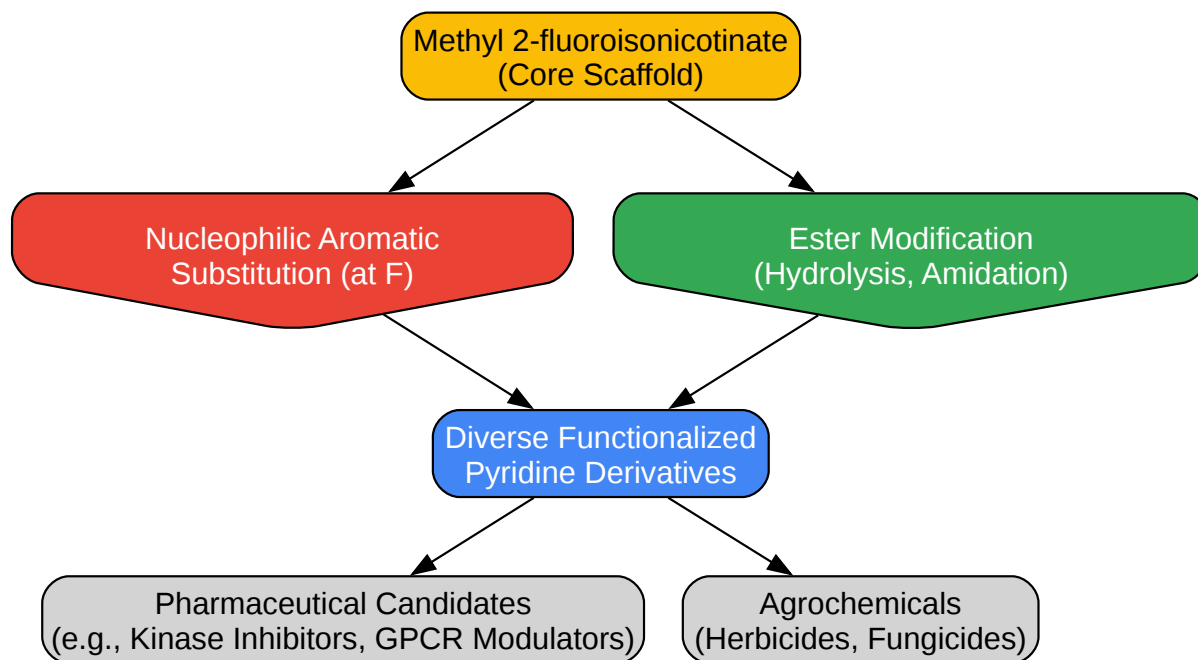 Methyl 2-fluoroisonicotinate
(Core Scaffold)
Nucleophilic Aromatic
Substitution (at F)
Ester Modification
(Hydrolysis, Amidation)
Diverse Functionalized
Pyridine Derivatives
Pharmaceutical Candidates
(e.g., Kinase Inhibitors, GPCR Modulators)
Agrochemicals
(Herbicides, Fungicides)